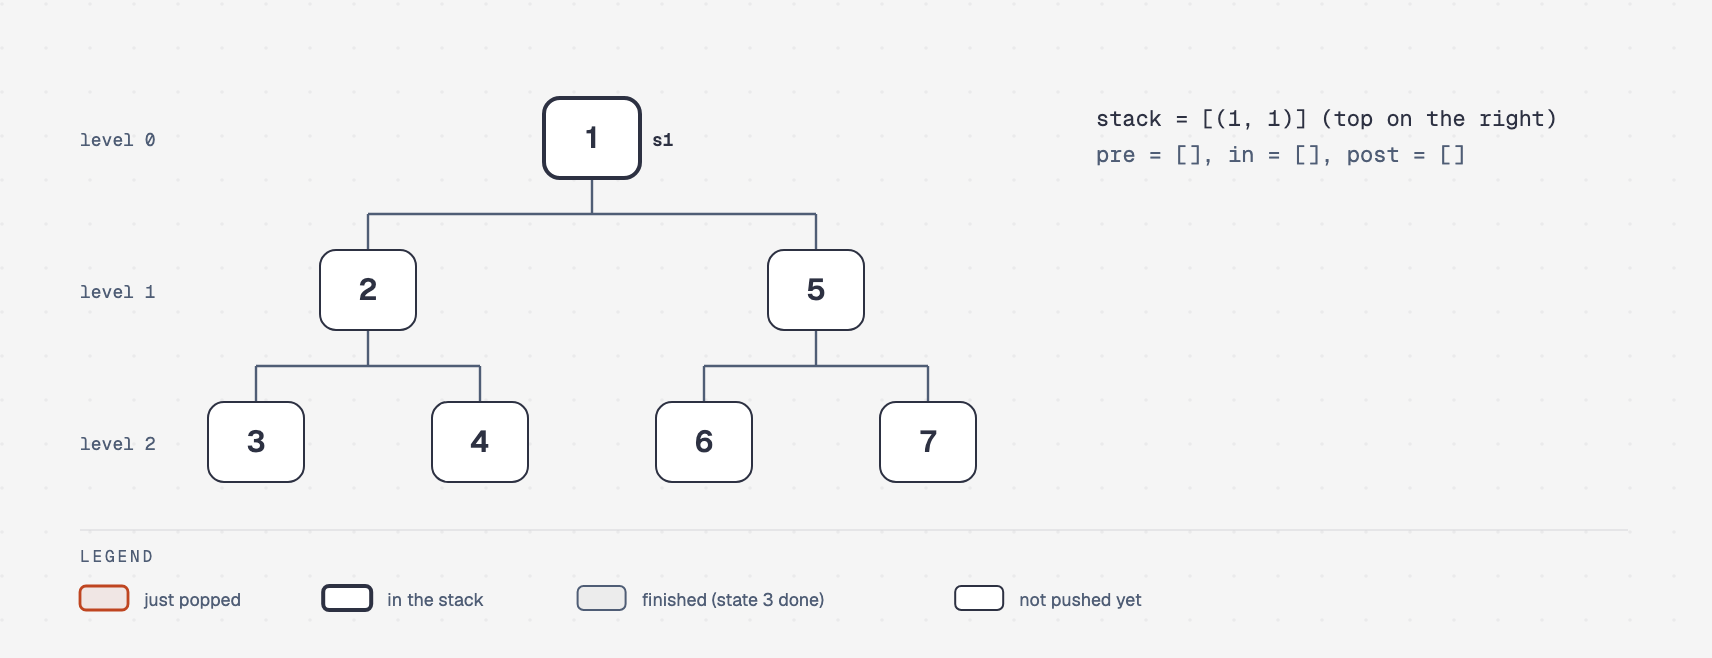 level 0
1
s1
stack = [(1, 1)] (top on the right)
pre = [], in = [], post = []
level 1
2
5
level 2
3
4
6
7
LEGEND
just popped
in the stack
finished (state 3 done)
not pushed yet